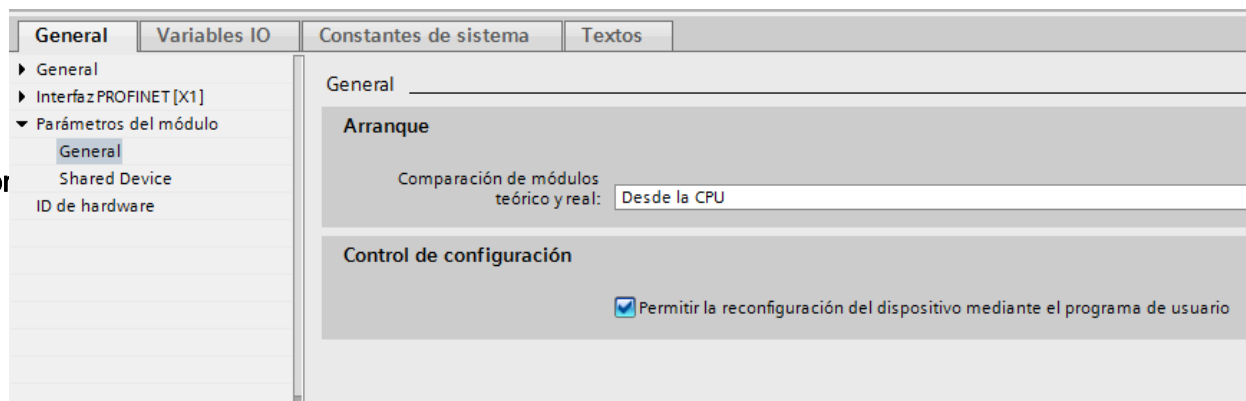 General Variables IO Constantes de sistema Textos
General
Interfaz PROFINET [X1]
Parámetros del módulo
General
Shared Device
ID de hardware
General
Arranque
Comparación de módulos
teórico y real: Desde la CPU
Control de configuración
Permitir la reconfiguración del dispositivo mediante el programa de usuario